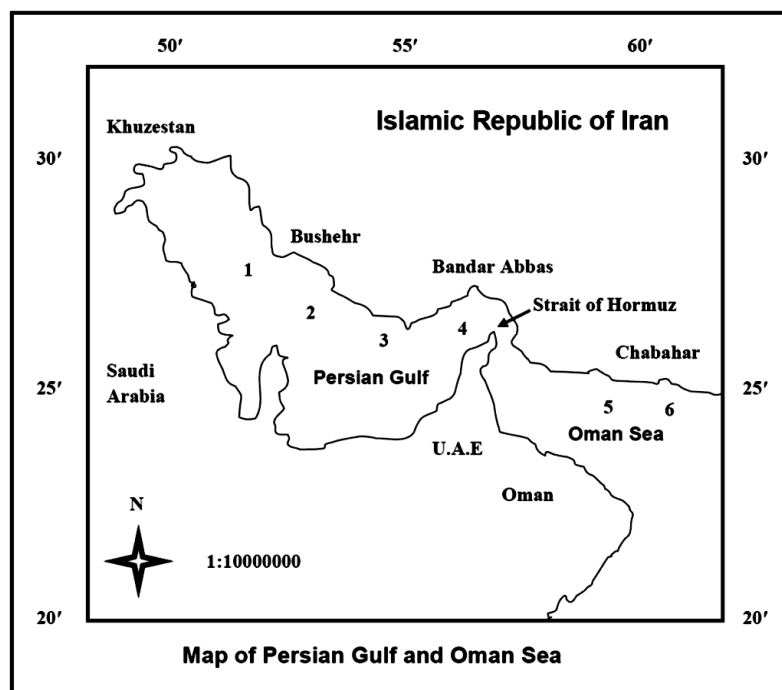 50′ 55′ 60′
Khuzestan
Islamic Republic of Iran
30′ 30′
Bushehr
1
Bandar Abbas
2
Strait of Hormuz
3
4
Chabahar
Saudi
Arabia
Persian Gulf
25′ 25′
5
6
Oman Sea
U.A.E
Oman
N
1:10000000
20′ 20′
Map of Persian Gulf and Oman Sea